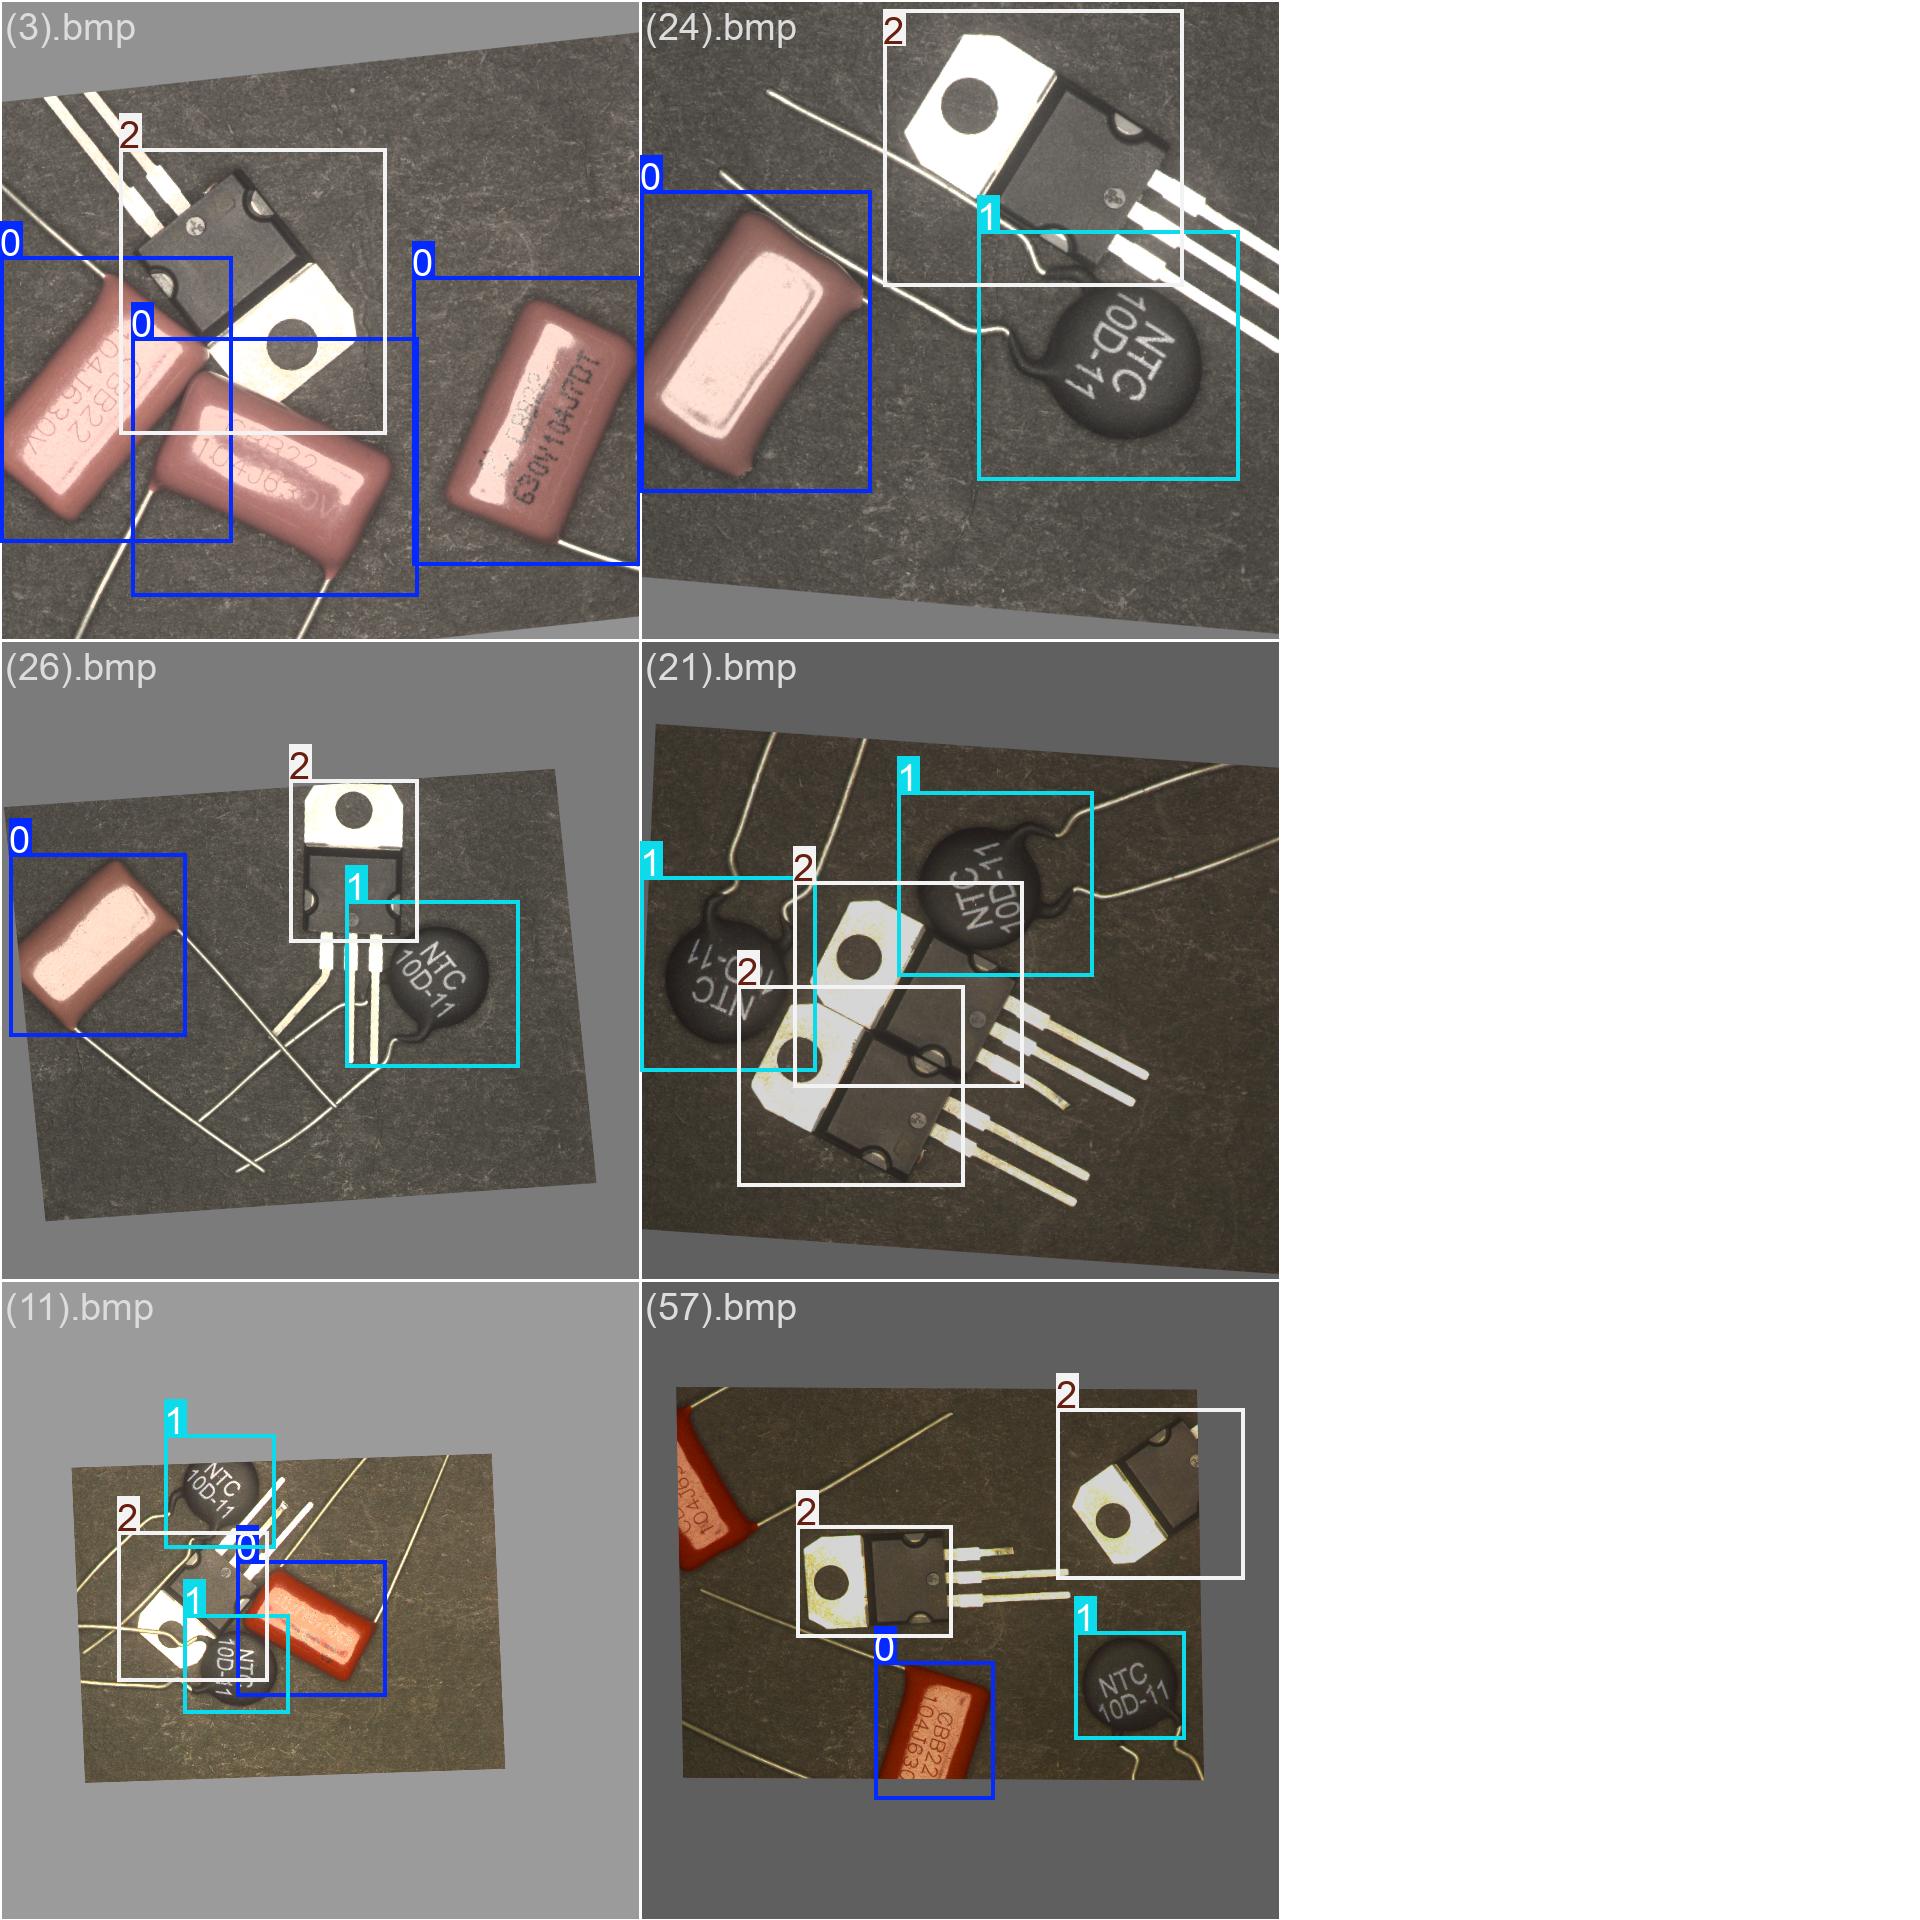 (3).bmp
2
0
0
0
CBB22
104J630V
CBB22
104J630V
630V104J7DT
(24).bmp
2
0
1
NTC
10D-11
(26).bmp
2
0
1
NTC
10D-11
(21).bmp
1
1
2
2
NTC
10D-11
NTC
10D-11
(11).bmp
1
2
0
1
NTC
10D-11
NTC
10D-11
(57).bmp
2
2
1
0
NTC
10D-11
CBB22
104J630